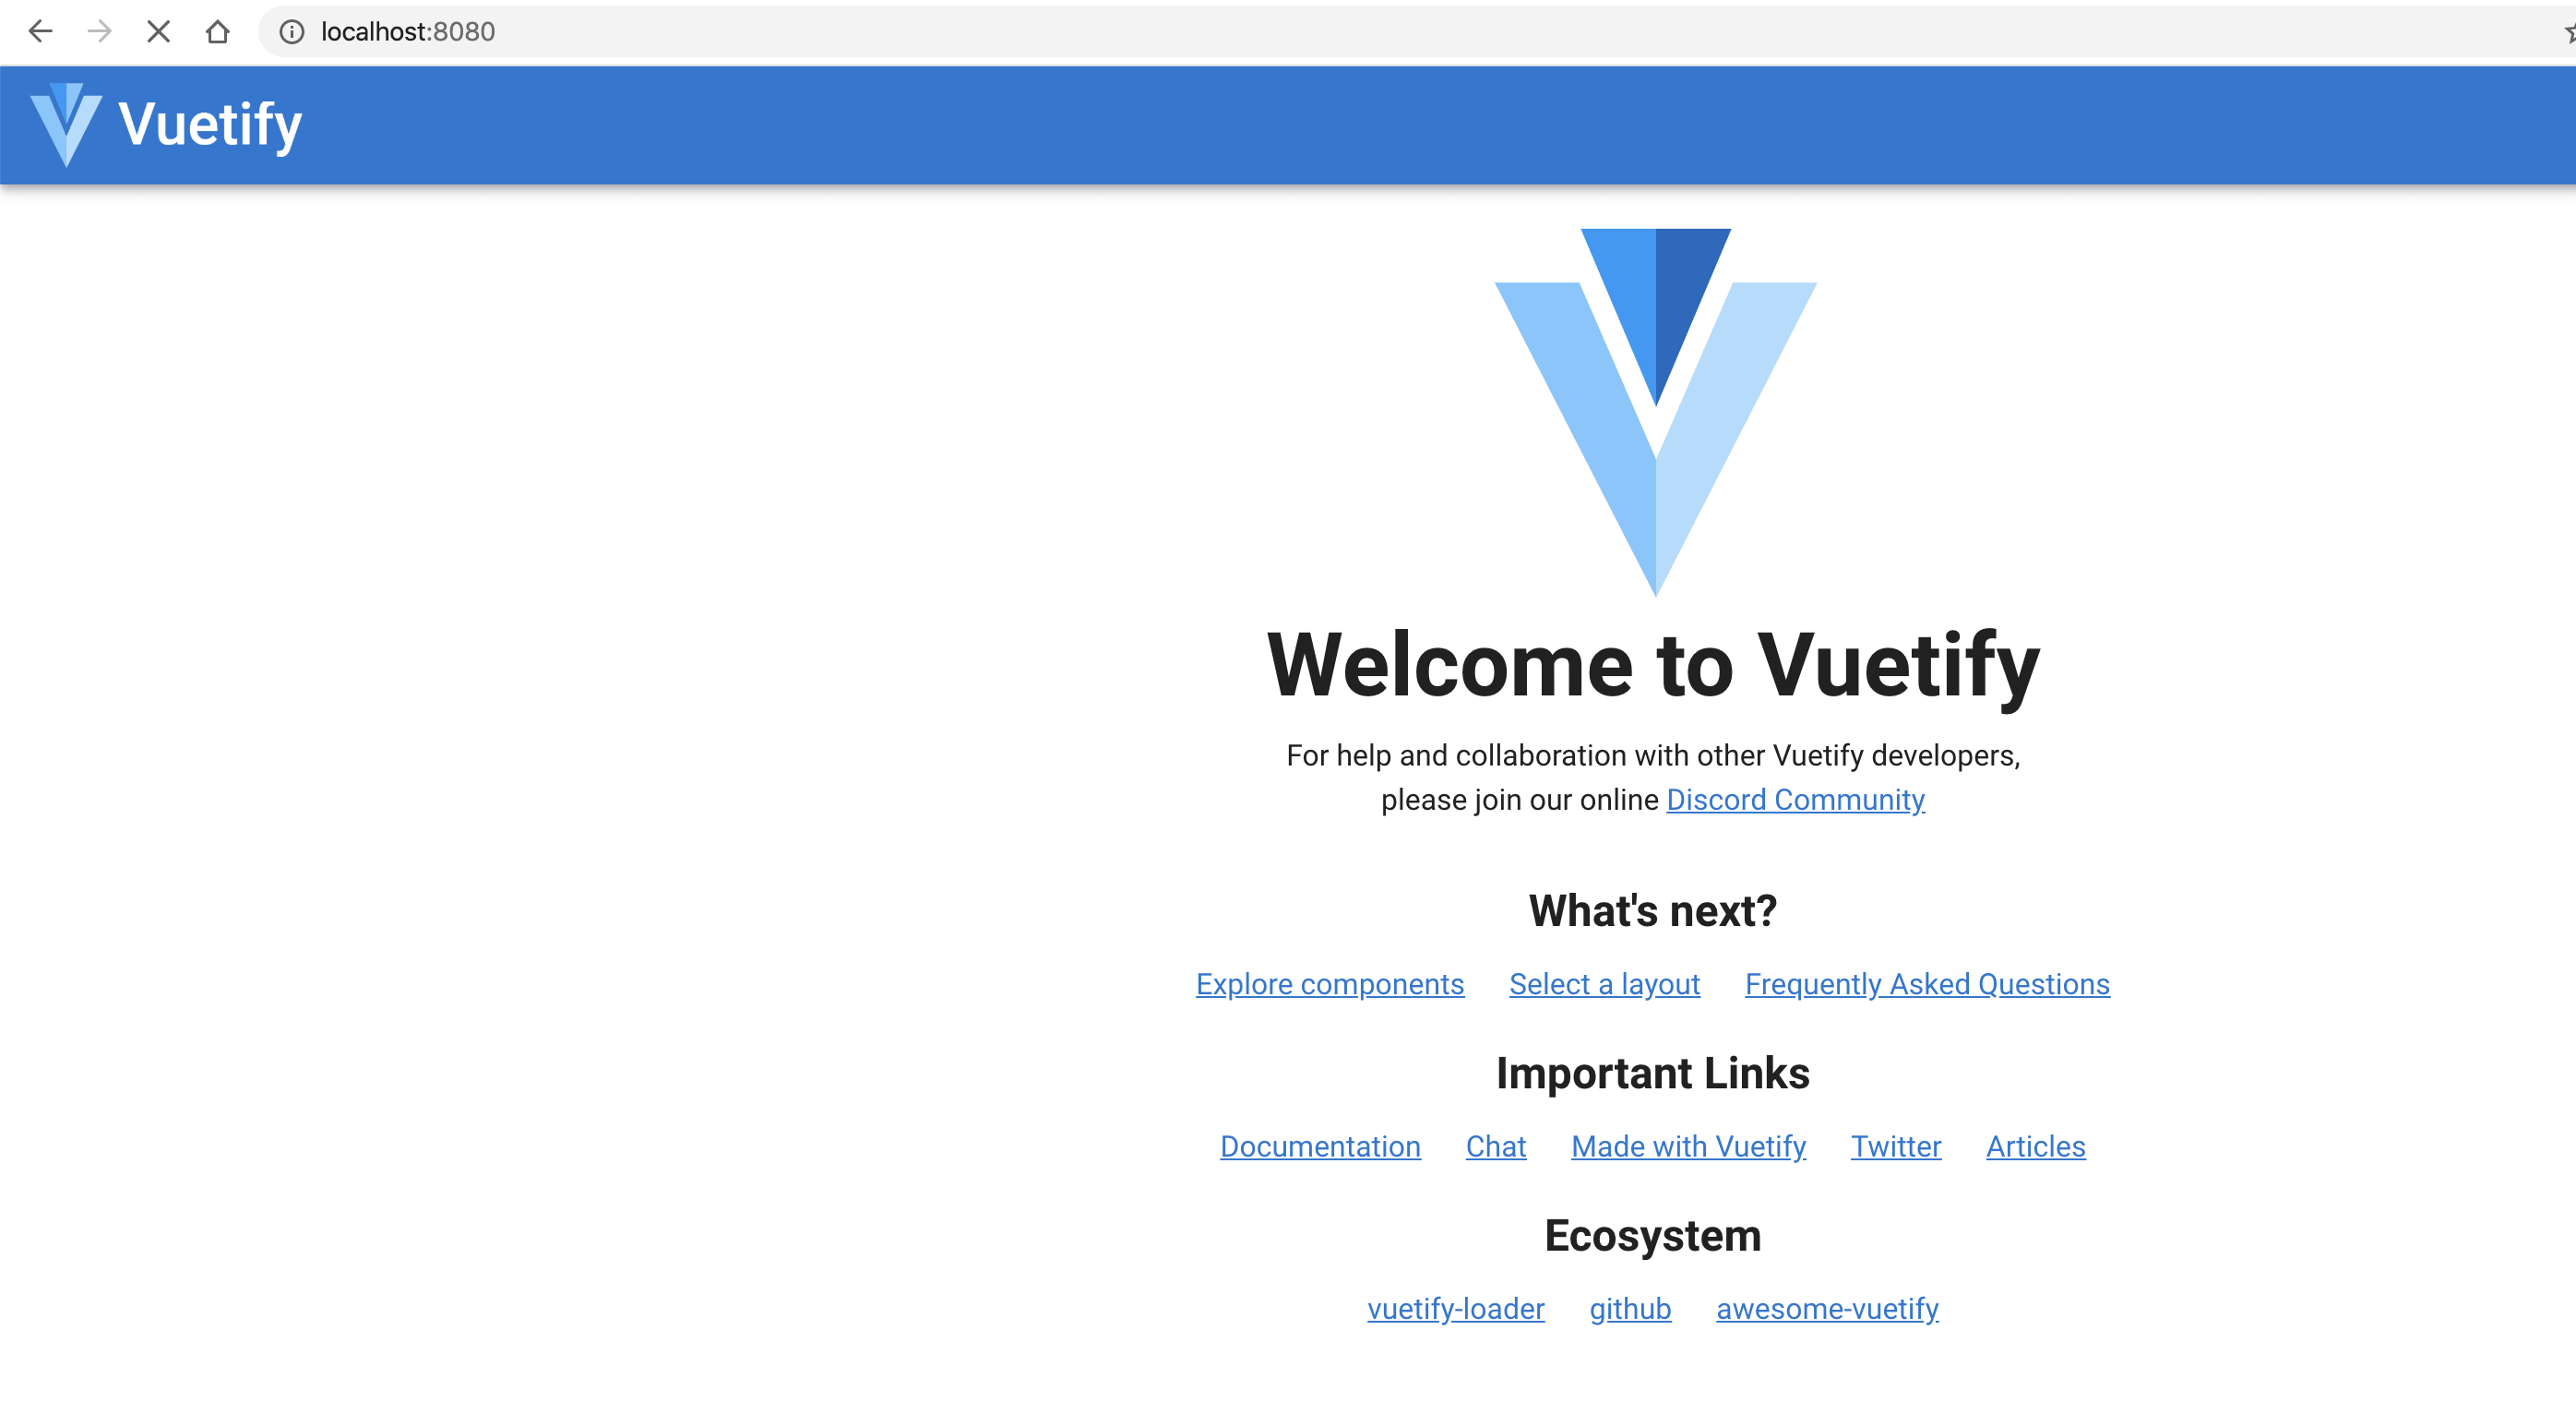 localhost:8080
Vuetify
Welcome to Vuetify
For help and collaboration with other Vuetify developers,
please join our online Discord Community
What's next?
Explore components Select a layout Frequently Asked Questions
Important Links
Documentation Chat Made with Vuetify Twitter Articles
Ecosystem
vuetify-loader github awesome-vuetify